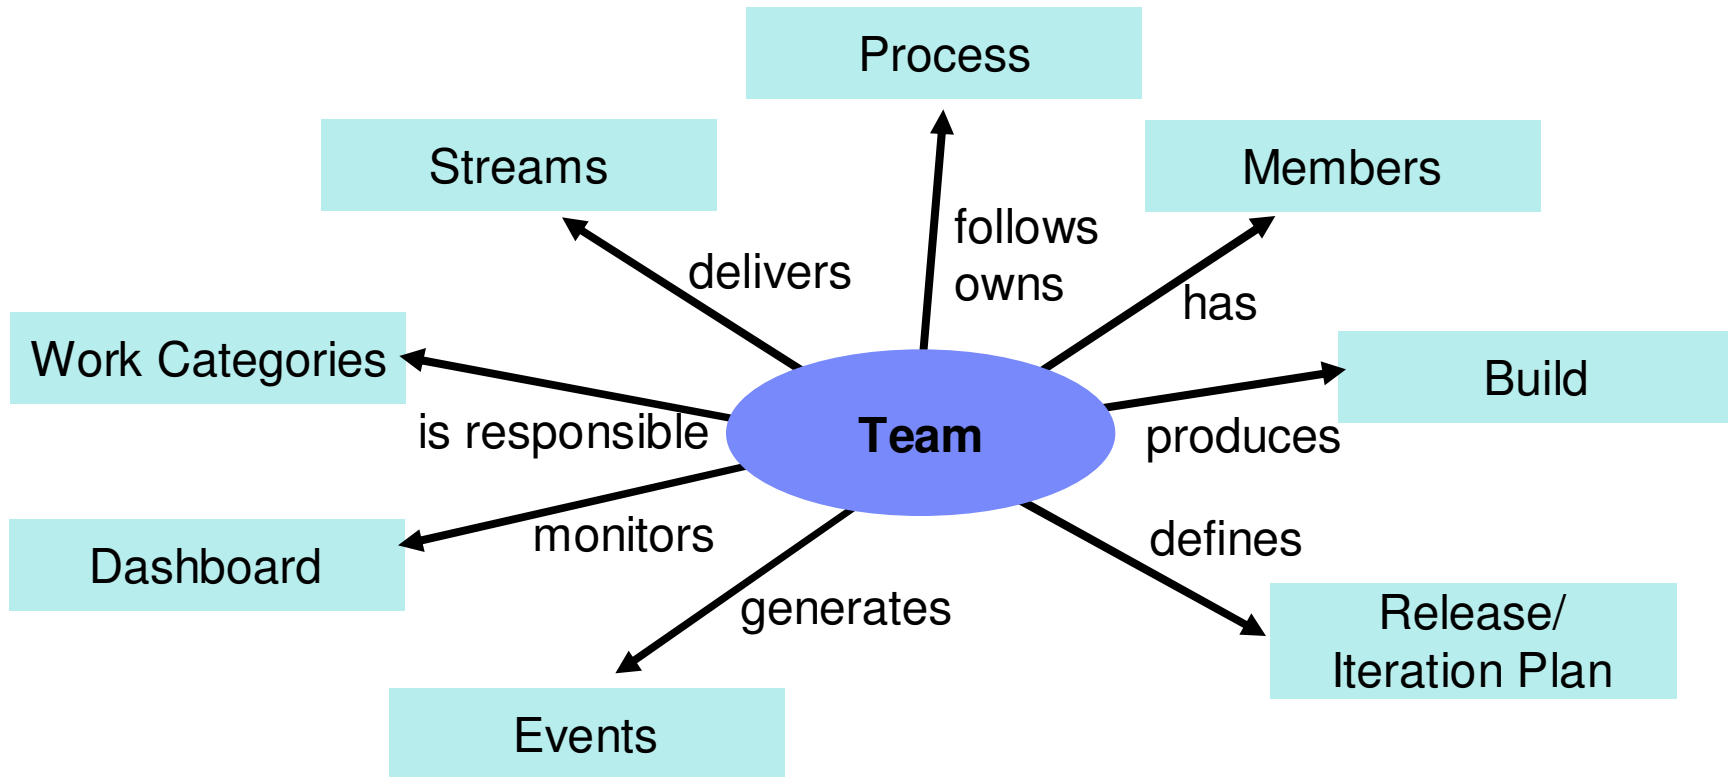 Process
Streams
Members
follows
owns
delivers
has
Work Categories
Build
is responsible
Team
produces
monitors
defines
Dashboard
generates
Release/
Iteration Plan
Events